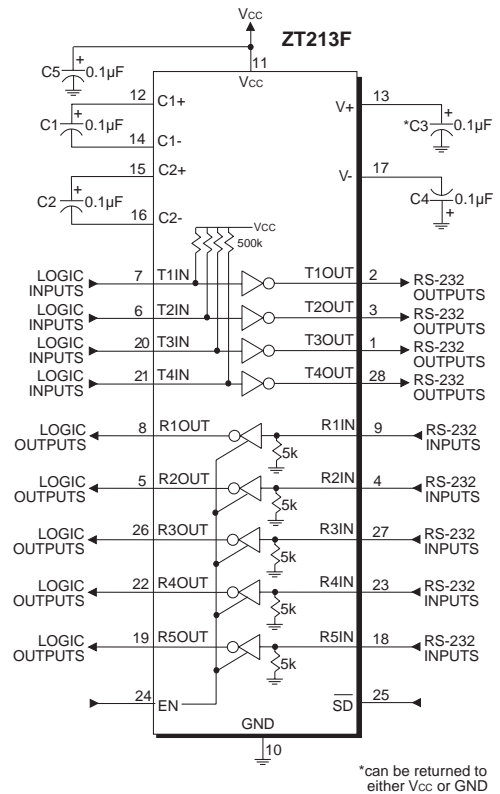 Vcc
ZT213F
C5 + 0.1µF
11
Vcc
12 C1+
C1 + 0.1µF
14 C1-
15 C2+
C2 + 0.1µF
16 C2-
V+ 13
*C3 + 0.1µF
V- 17
C4 + 0.1µF
Vcc
500k
LOGIC INPUTS 7 T1IN T1OUT 2 RS-232 OUTPUTS
LOGIC INPUTS 6 T2IN T2OUT 3 RS-232 OUTPUTS
LOGIC INPUTS 20 T3IN T3OUT 1 RS-232 OUTPUTS
LOGIC INPUTS 21 T4IN T4OUT 28 RS-232 OUTPUTS
LOGIC OUTPUTS 8 R1OUT R1IN 9 RS-232 INPUTS
5k
LOGIC OUTPUTS 5 R2OUT R2IN 4 RS-232 INPUTS
5k
LOGIC OUTPUTS 26 R3OUT R3IN 27 RS-232 INPUTS
5k
LOGIC OUTPUTS 22 R4OUT R4IN 23 RS-232 INPUTS
5k
LOGIC OUTPUTS 19 R5OUT R5IN 18 RS-232 INPUTS
5k
24 EN SD 25
GND
10
*can be returned to
either Vcc or GND